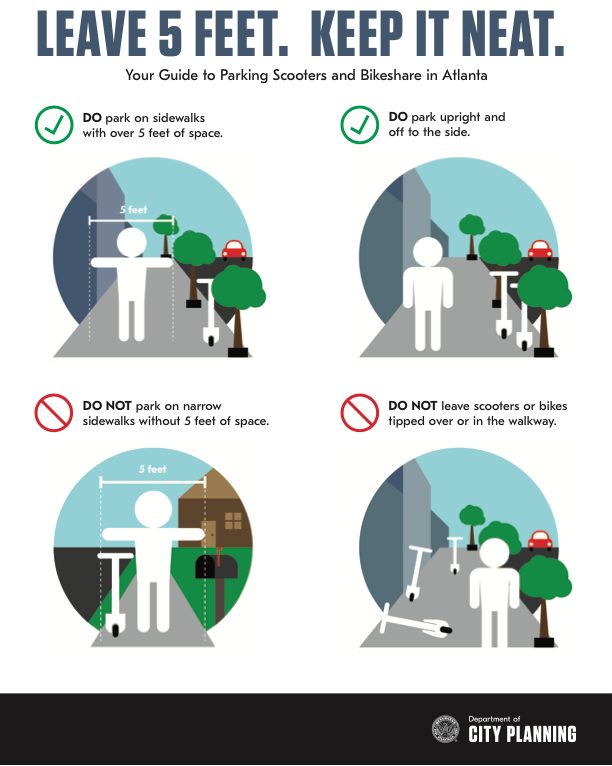 LEAVE 5 FEET. KEEP IT NEAT.
Your Guide to Parking Scooters and Bikeshare in Atlanta
DO park on sidewalks
with over 5 feet of space.
DO park upright and
off to the side.
5 feet
DO NOT park on narrow
sidewalks without 5 feet of space.
DO NOT leave scooters or bikes
tipped over or in the walkway.
5 feet
Department of
CITY PLANNING